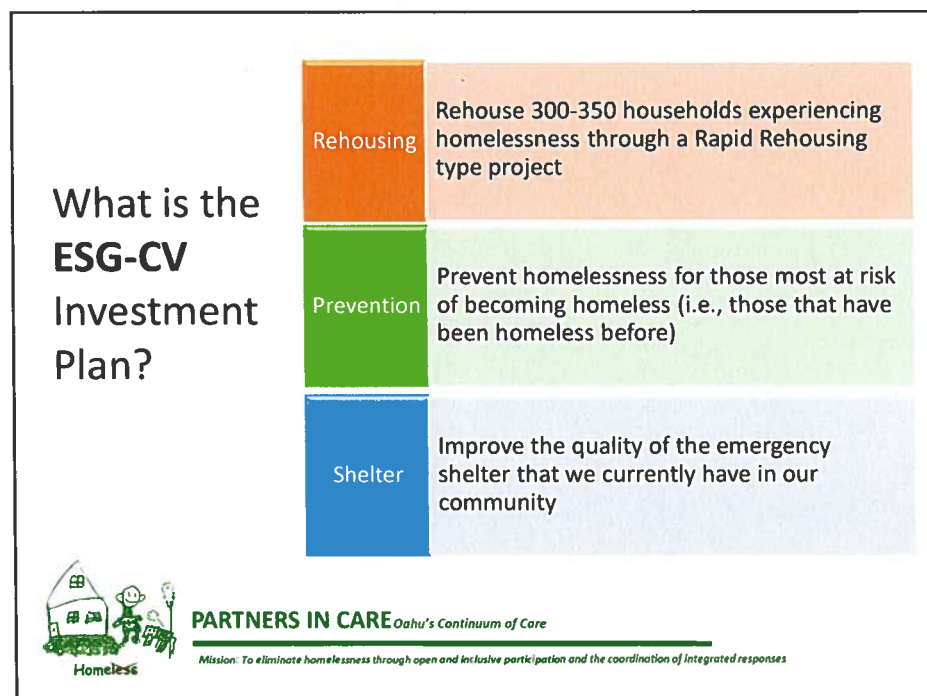 What is the
ESG-CV
Investment
Plan?
Rehousing
Rehouse 300-350 households experiencing
homelessness through a Rapid Rehousing
type project
Prevention
Prevent homelessness for those most at risk
of becoming homeless (i.e., those that have
been homeless before)
Shelter
Improve the quality of the emergency
shelter that we currently have in our
community
Homeless
PARTNERS IN CARE Oahu's Continuum of Care
Mission: To eliminate homelessness through open and inclusive participation and the coordination of integrated responses